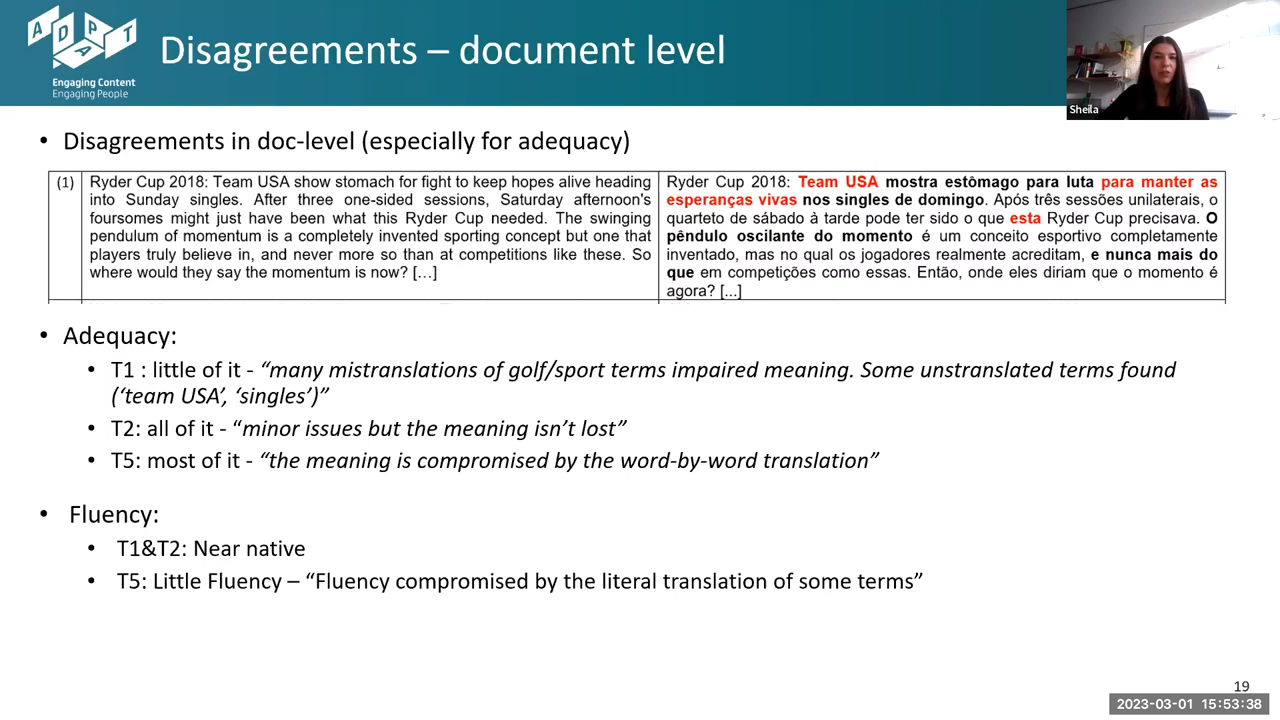 ADAPT
Engaging Content
Engaging People
Disagreements – document level
Sheila
• Disagreements in doc-level (especially for adequacy)
(1)
Ryder Cup 2018: Team USA show stomach for fight to keep hopes alive heading
into Sunday singles. After three one-sided sessions, Saturday afternoon's
foursomes might just have been what this Ryder Cup needed. The swinging
pendulum of momentum is a completely invented sporting concept but one that
players truly believe in, and never more so than at competitions like these. So
where would they say the momentum is now? […]
Ryder Cup 2018: Team USA mostra estômago para luta para manter as
esperanças vivas nos singles de domingo. Após três sessões unilaterais, o
quarteto de sábado à tarde pode ter sido o que esta Ryder Cup precisava. O
pêndulo oscilante do momento é um conceito esportivo completamente
inventado, mas no qual os jogadores realmente acreditam, e nunca mais do
que em competições como essas. Então, onde eles diriam que o momento é
agora? [...]
• Adequacy:
• T1 : little of it - “many mistranslations of golf/sport terms impaired meaning. Some unstranslated terms found
(‘team USA’, ‘singles’)”
• T2: all of it - “minor issues but the meaning isn’t lost”
• T5: most of it - “the meaning is compromised by the word-by-word translation”
• Fluency:
• T1&T2: Near native
• T5: Little Fluency – “Fluency compromised by the literal translation of some terms”
19
2023-03-01 15:53:38